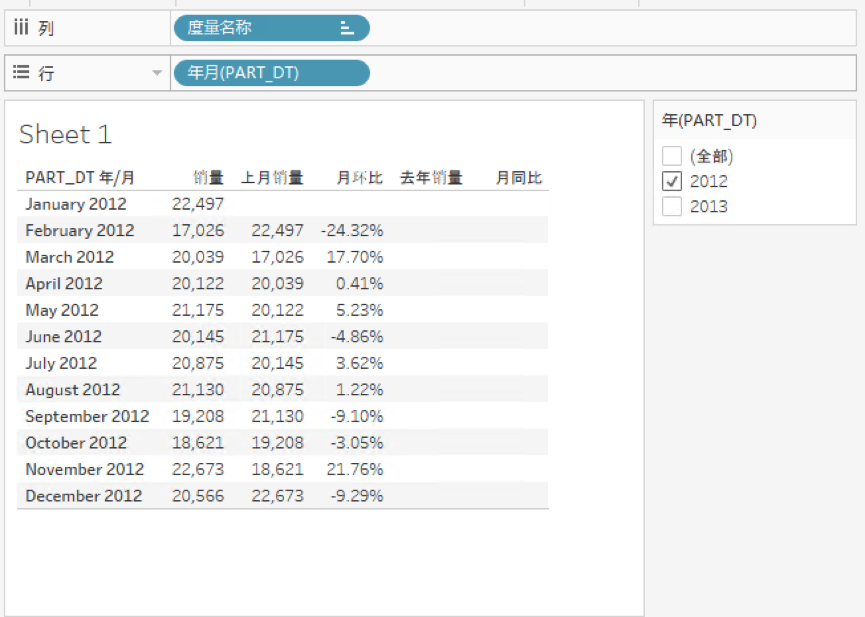 列 度量名称
行 年月(PART_DT)
Sheet 1
PART_DT 年/月 销量 上月销量 月环比 去年销量 月同比
January 2012 22,497
February 2012 17,026 22,497 -24.32%
March 2012 20,039 17,026 17.70%
April 2012 20,122 20,039 0.41%
May 2012 21,175 20,122 5.23%
June 2012 20,145 21,175 -4.86%
July 2012 20,875 20,145 3.62%
August 2012 21,130 20,875 1.22%
September 2012 19,208 21,130 -9.10%
October 2012 18,621 19,208 -3.05%
November 2012 22,673 18,621 21.76%
December 2012 20,566 22,673 -9.29%
年(PART_DT)
(全部)
2012
2013